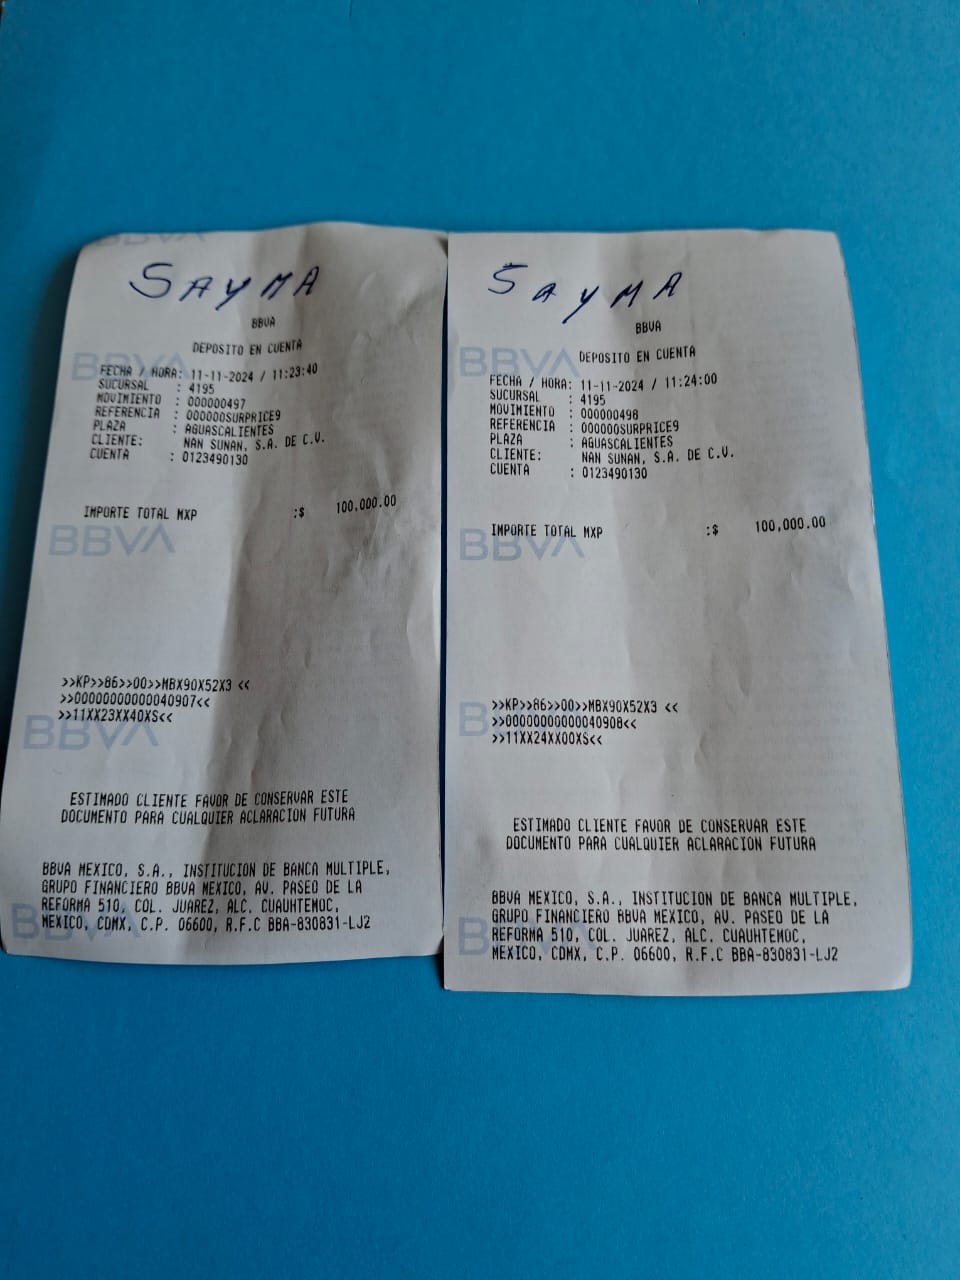 SAYMA
BBVA
DEPOSITO EN CUENTA
FECHA / HORA: 11-11-2024 / 11:23:40
SUCURSAL : 4195
MOVIMIENTO : 000000497
REFERENCIA : 000000SURPRICE9
PLAZA : AGUASCALIENTES
CLIENTE: NAN SUNAN, S.A. DE C.V.
CUENTA : 0123490130
IMPORTE TOTAL MXP :$ 100,000.00
BBVA
>>KP>>86>>00>>MBX90X52X3 <<
>>00000000000040907<<
>>11XX23XX40XS<<
BBVA
ESTIMADO CLIENTE FAVOR DE CONSERVAR ESTE
DOCUMENTO PARA CUALQUIER ACLARACION FUTURA
BBVA MEXICO, S.A., INSTITUCION DE BANCA MULTIPLE,
GRUPO FINANCIERO BBVA MEXICO, AV. PASEO DE LA
REFORMA 510, COL. JUAREZ, ALC. CUAUHTEMOC,
MEXICO, CDMX, C.P. 06600, R.F.C BBA-830831-LJ2
SAYMA
BBVA
DEPOSITO EN CUENTA
FECHA / HORA: 11-11-2024 / 11:24:00
SUCURSAL : 4195
MOVIMIENTO : 000000498
REFERENCIA : 000000SURPRICE9
PLAZA : AGUASCALIENTES
CLIENTE: NAN SUNAN, S.A. DE C.V.
CUENTA : 0123490130
IMPORTE TOTAL MXP :$ 100,000.00
BBVA
>>KP>>86>>00>>MBX90X52X3 <<
>>00000000000040908<<
>>11XX24XX00XS<<
ESTIMADO CLIENTE FAVOR DE CONSERVAR ESTE
DOCUMENTO PARA CUALQUIER ACLARACION FUTURA
BBVA MEXICO, S.A., INSTITUCION DE BANCA MULTIPLE,
GRUPO FINANCIERO BBVA MEXICO, AV. PASEO DE LA
REFORMA 510, COL. JUAREZ, ALC. CUAUHTEMOC,
MEXICO, CDMX, C.P. 06600, R.F.C BBA-830831-LJ2